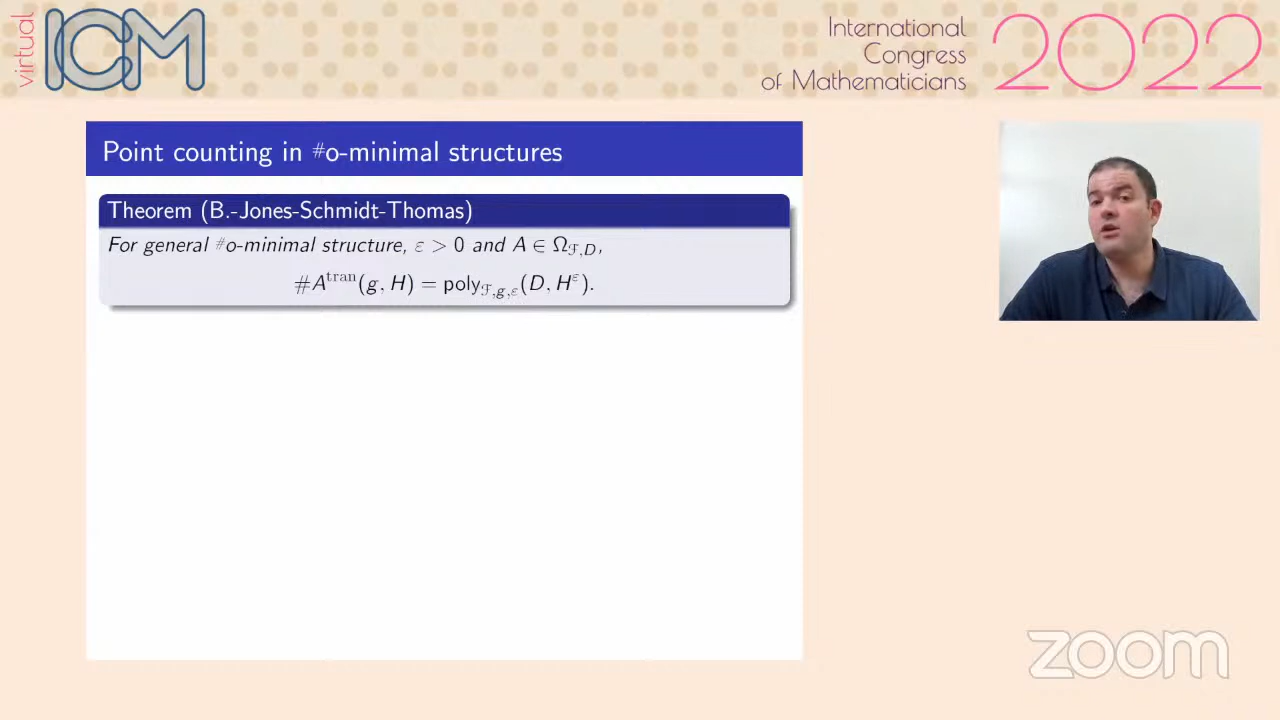 virtual
ICM
International
Congress
of Mathematicians
2022
Point counting in #o-minimal structures
Theorem (B.-Jones-Schmidt-Thomas)
For general #o-minimal structure, ε > 0 and A ∈ Ω_{ℱ,D},
#A^{tran}(g, H) = poly_{ℱ,g,ε}(D, H^ε).
zoom